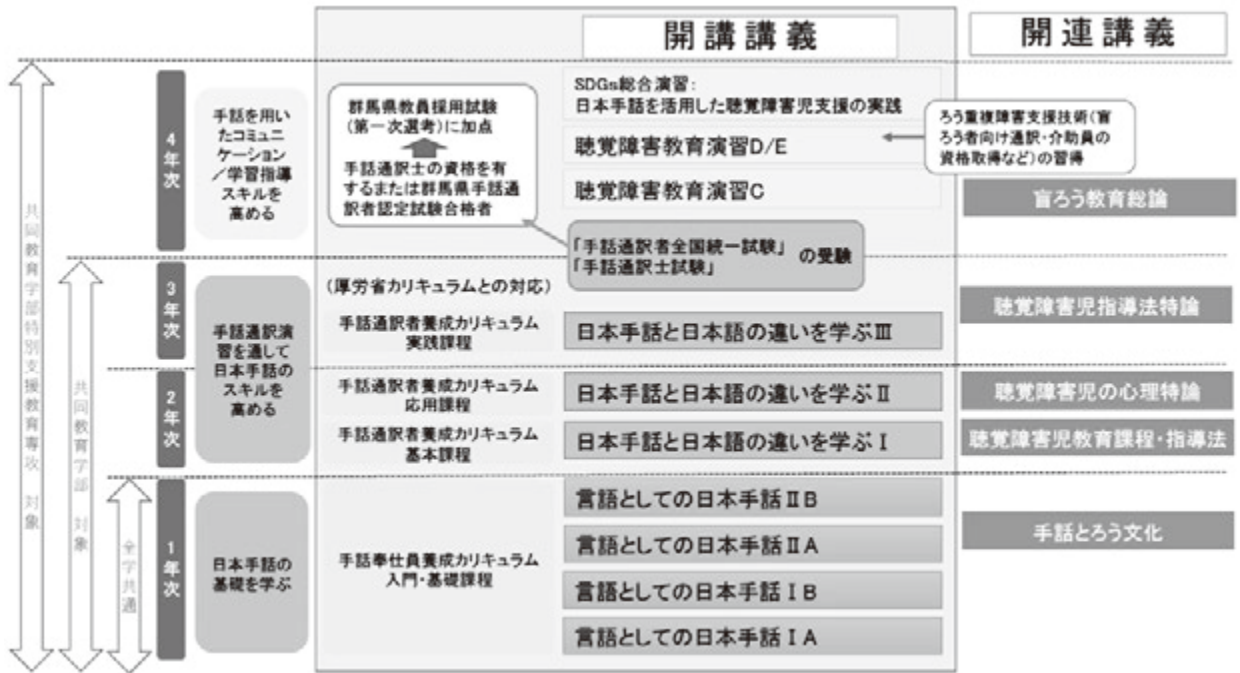 開講講義
開連講義
共同教育学部特別支援教育専攻 対象
共同教育学部 対象
全学共通
4年次
手話を用い
たコミュニ
ケーション
／学習指導
スキルを
高める
群馬県教員採用試験
(第一次選考)に加点
手話通訳士の資格を有
するまたは群馬県手話通
訳者認定試験合格者
SDGs総合演習:
日本手話を活用した聴覚障害児支援の実践
聴覚障害教育演習D/E
聴覚障害教育演習C
ろう重複障害支援技術(盲
ろう者向け通訳・介助員の
資格取得など)の習得
盲ろう教育総論
「手話通訳者全国統一試験」
「手話通訳士試験」
の受験
3年次
手話通訳演
習を通して
日本手話の
スキルを
高める
(厚労省カリキュラムとの対応)
手話通訳者養成カリキュラム
実践課程
日本手話と日本語の違いを学ぶⅢ
聴覚障害児指導法特論
2年次
手話通訳者養成カリキュラム
応用課程
日本手話と日本語の違いを学ぶⅡ
聴覚障害児の心理特論
手話通訳者養成カリキュラム
基本課程
日本手話と日本語の違いを学ぶⅠ
聴覚障害児教育課程・指導法
1年次
日本手話の
基礎を学ぶ
手話奉仕員養成カリキュラム
入門・基礎課程
言語としての日本手話ⅡB
言語としての日本手話ⅡA
言語としての日本手話ⅠB
言語としての日本手話ⅠA
手話とろう文化